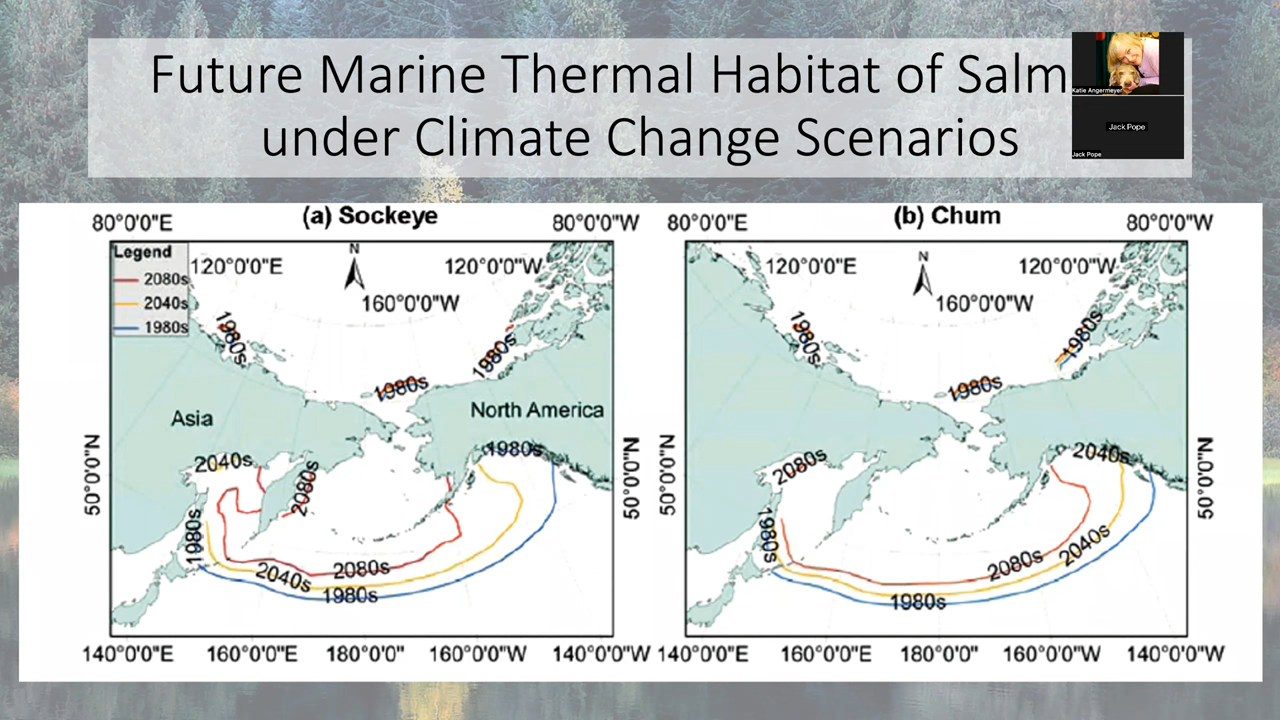 Future Marine Thermal Habitat of Salm
under Climate Change Scenarios
Katie Angermeyer
Jack Pope
Jack Pope
(a) Sockeye
80°0'0"E
80°0'0"W
Legend
2080s
2040s
1980s
120°0'0"E
N
120°0'0"W
160°0'0"W
1980s
1980s
1980s
Asia
North America
50°0'0"N
50°0'0"N
2040s
2080s
1980s
1980s
2040s
2080s
1980s
140°0'0"E
160°0'0"E
180°0'0"
160°0'0"W
140°0'0"W
(b) Chum
80°0'0"E
80°0'0"W
120°0'0"E
N
120°0'0"W
160°0'0"W
1980s
1980s
1980s
50°0'0"N
50°0'0"N
2080s
2040s
1980s
2080s
2040s
1980s
140°0'0"E
160°0'0"E
180°0'0"
160°0'0"W
140°0'0"W